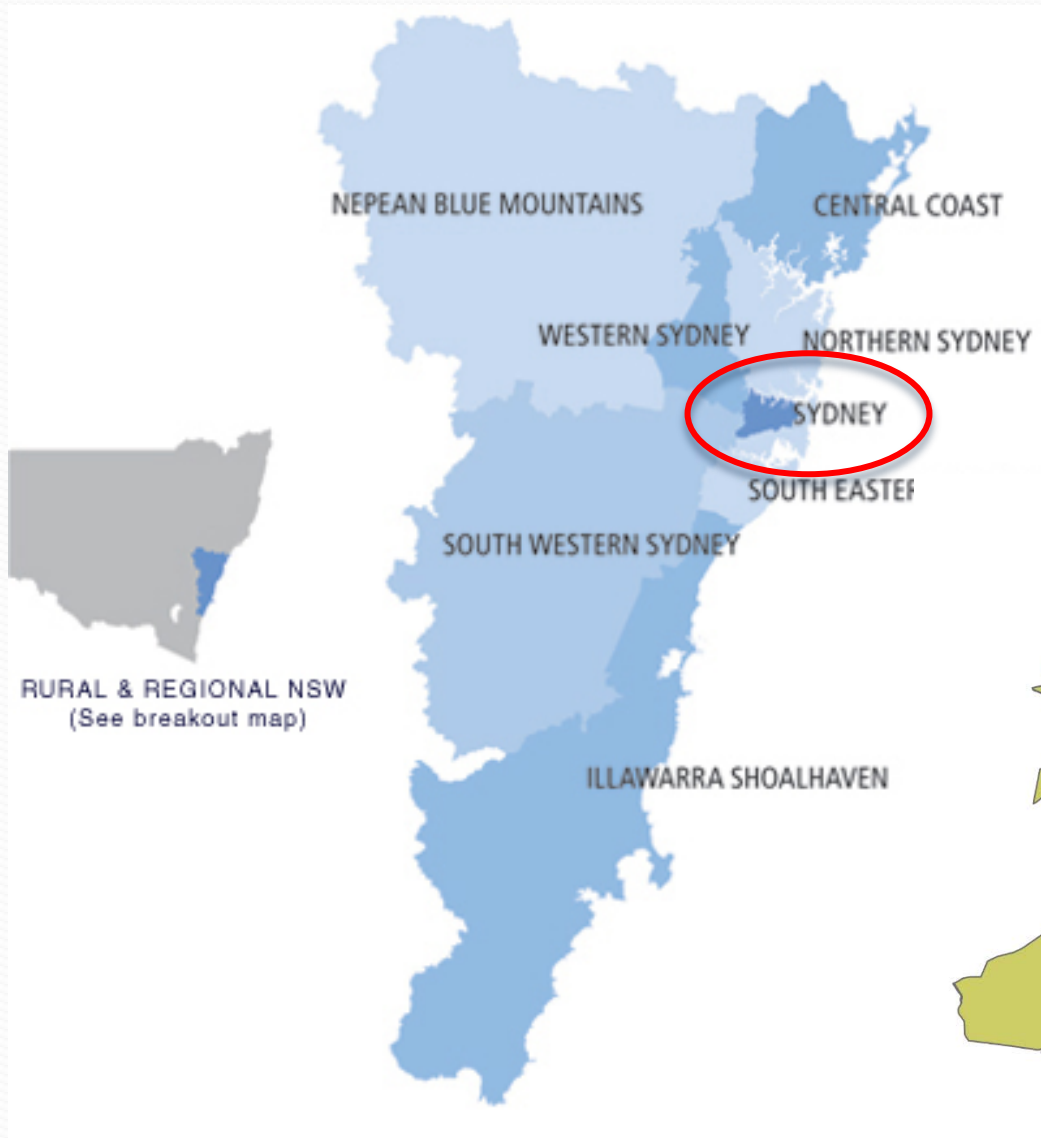 NEPEAN BLUE MOUNTAINS
CENTRAL COAST
WESTERN SYDNEY
NORTHERN SYDNEY
SYDNEY
SOUTH EASTER
SOUTH WESTERN SYDNEY
RURAL & REGIONAL NSW
(See breakout map)
ILLAWARRA SHOALHAVEN